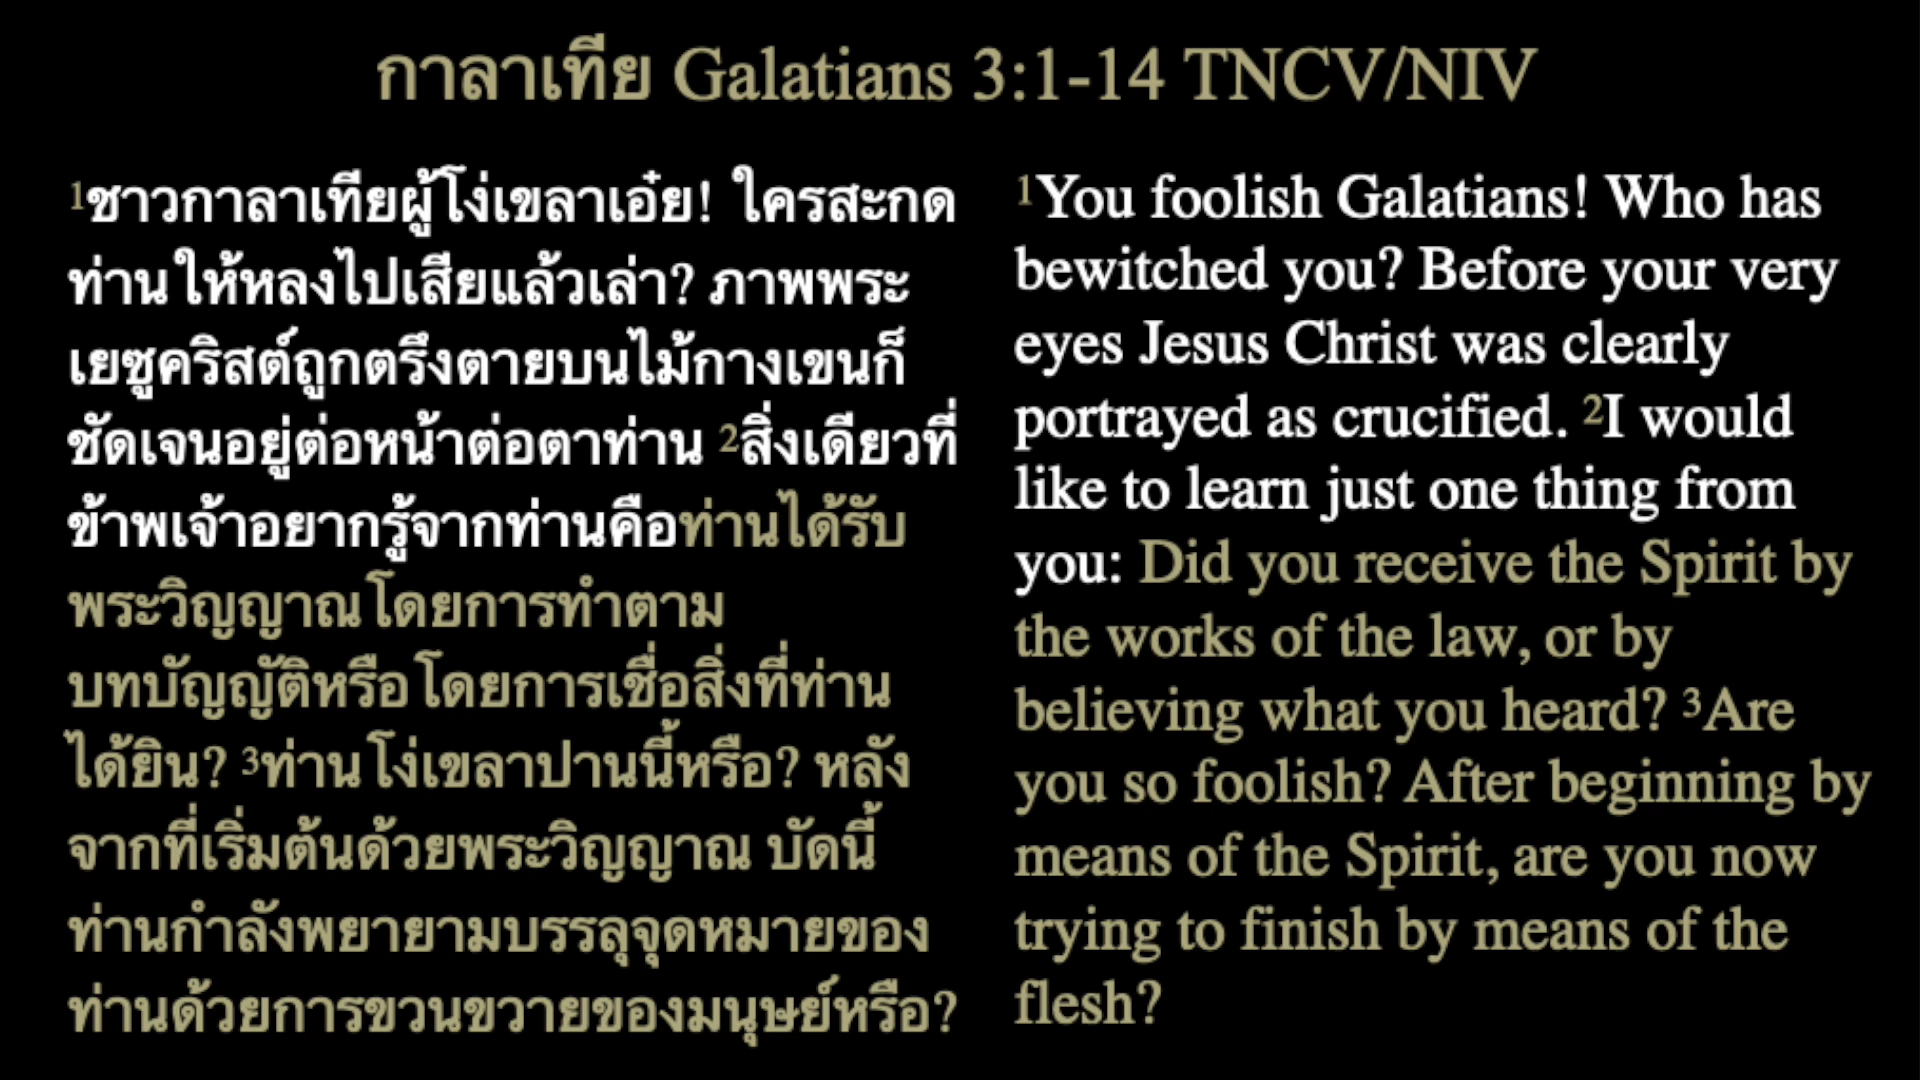 กาลาเทีย Galatians 3:1-14 TNCV/NIV
1ชาวกาลาเทียผู้โง่เขลาเอ๋ย! ใครสะกด
ท่านให้หลงไปเสียแล้วเล่า? ภาพพระ
เยซูคริสต์ถูกตรึงตายบนไม้กางเขนก็
ชัดเจนอยู่ต่อหน้าต่อตาท่าน 2สิ่งเดียวที่
ข้าพเจ้าอยากรู้จากท่านคือท่านได้รับ
พระวิญญาณโดยการทำตาม
บทบัญญัติหรือโดยการเชื่อสิ่งที่ท่าน
ได้ยิน? 3ท่านโง่เขลาปานนี้หรือ? หลัง
จากที่เริ่มต้นด้วยพระวิญญาณ บัดนี้
ท่านกำลังพยายามบรรลุจุดหมายของ
ท่านด้วยการขวนขวายของมนุษย์หรือ?
1You foolish Galatians! Who has
bewitched you? Before your very
eyes Jesus Christ was clearly
portrayed as crucified. 2I would
like to learn just one thing from
you: Did you receive the Spirit by
the works of the law, or by
believing what you heard? 3Are
you so foolish? After beginning by
means of the Spirit, are you now
trying to finish by means of the
flesh?